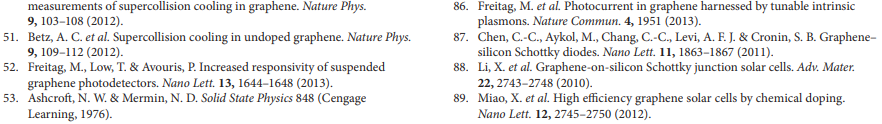 measurements of supercollision cooling in graphene. Nature Phys.
9, 103–108 (2012).
51. Betz, A. C. et al. Supercollision cooling in undoped graphene. Nature Phys.
9, 109–112 (2012).
52. Freitag, M., Low, T. & Avouris, P. Increased responsivity of suspended
graphene photodetectors. Nano Lett. 13, 1644–1648 (2013).
53. Ashcroft, N. W. & Mermin, N. D. Solid State Physics 848 (Cengage
Learning, 1976).
86. Freitag, M. et al. Photocurrent in graphene harnessed by tunable intrinsic
plasmons. Nature Commun. 4, 1951 (2013).
87. Chen, C.-C., Aykol, M., Chang, C.-C., Levi, A. F. J. & Cronin, S. B. Graphene–
silicon Schottky diodes. Nano Lett. 11, 1863–1867 (2011).
88. Li, X. et al. Graphene-on-silicon Schottky junction solar cells. Adv. Mater.
22, 2743–2748 (2010).
89. Miao, X. et al. High efficiency graphene solar cells by chemical doping.
Nano Lett. 12, 2745–2750 (2012).